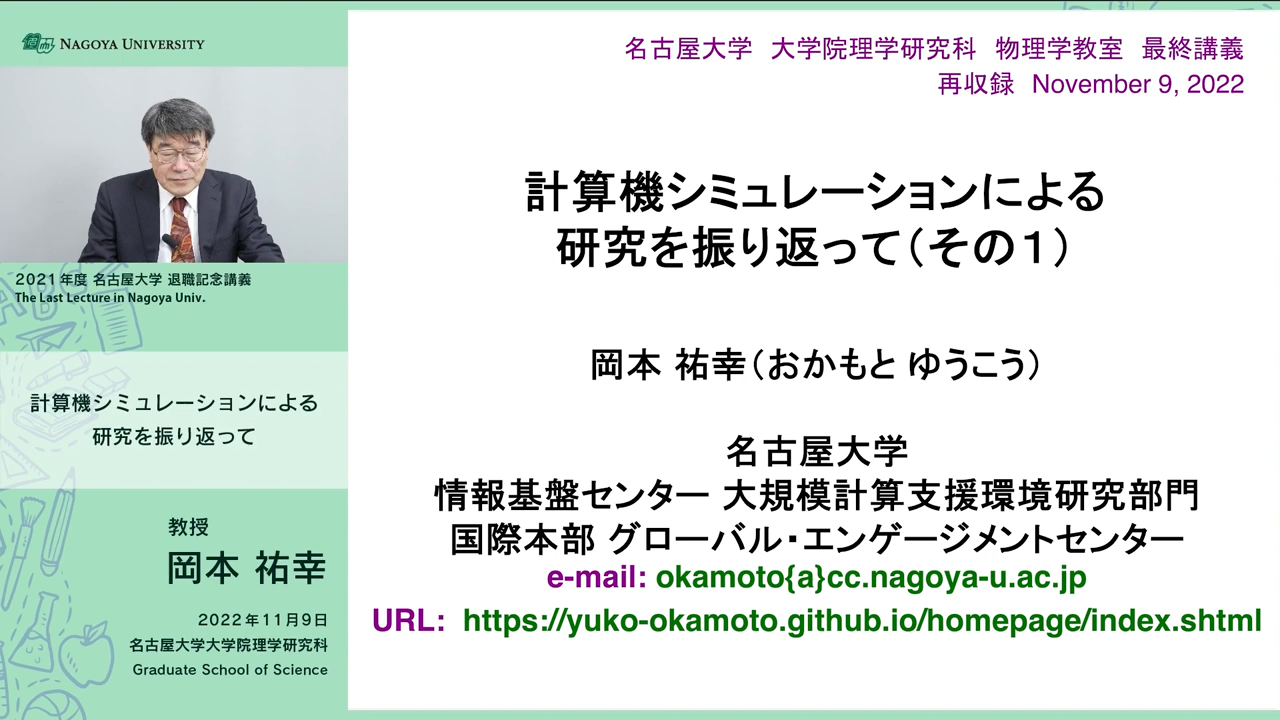 NAGOYA UNIVERSITY
2021年度 名古屋大学 退職記念講義
The Last Lecture in Nagoya Univ.
計算機シミュレーションによる
研究を振り返って
教授
岡本 祐幸
2022年11月9日
名古屋大学大学院理学研究科
Graduate School of Science
名古屋大学 大学院理学研究科 物理学教室 最終講義
再収録 November 9, 2022
計算機シミュレーションによる
研究を振り返って(その1)
岡本 祐幸(おかもと ゆうこう)
名古屋大学
情報基盤センター 大規模計算支援環境研究部門
国際本部 グローバル・エンゲージメントセンター
e-mail: okamoto{a}cc.nagoya-u.ac.jp
URL: https://yuko-okamoto.github.io/homepage/index.shtml